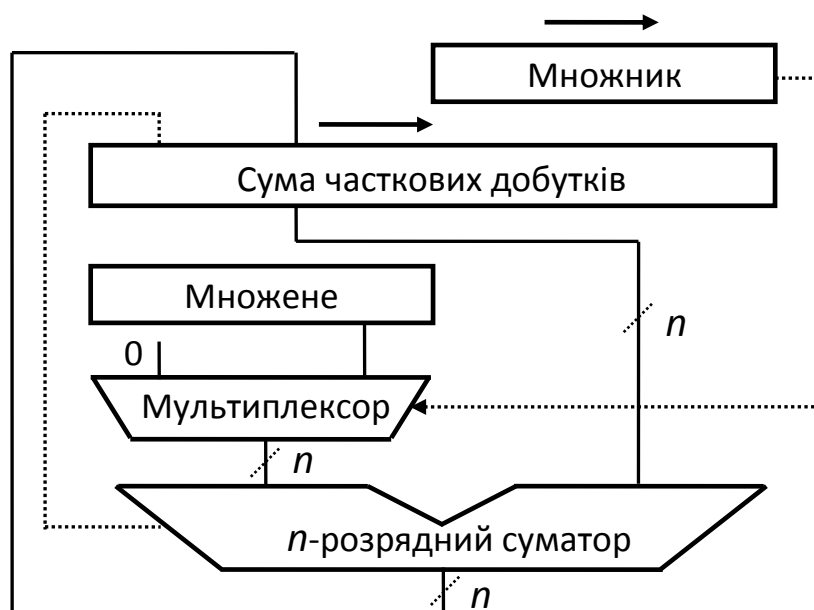 Множник
Сума часткових добутків
Множене
n
0
Мультиплексор
n
n-розрядний суматор
n